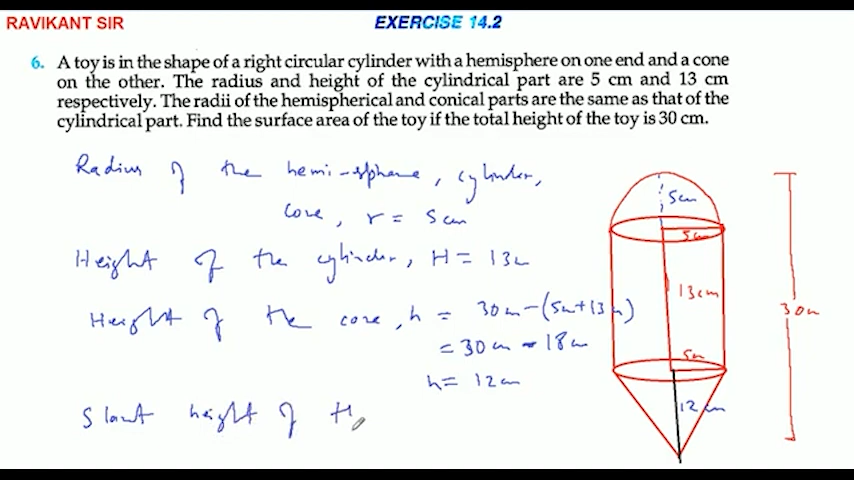 RAVIKANT SIR
EXERCISE 14.2
6. A toy is in the shape of a right circular cylinder with a hemisphere on one end and a cone
on the other. The radius and height of the cylindrical part are 5 cm and 13 cm
respectively. The radii of the hemispherical and conical parts are the same as that of the
cylindrical part. Find the surface area of the toy if the total height of the toy is 30 cm.
Radius of the hemi-sphere, cylinder,
cone, r = 5cm
Height of the cylinder, H = 13cm
Height of the cone, h = 30cm-(5cm+13cm)
= 30cm - 18cm
h = 12cm
Slant height of th
5cm
5cm
13cm
30cm
5cm
12cm